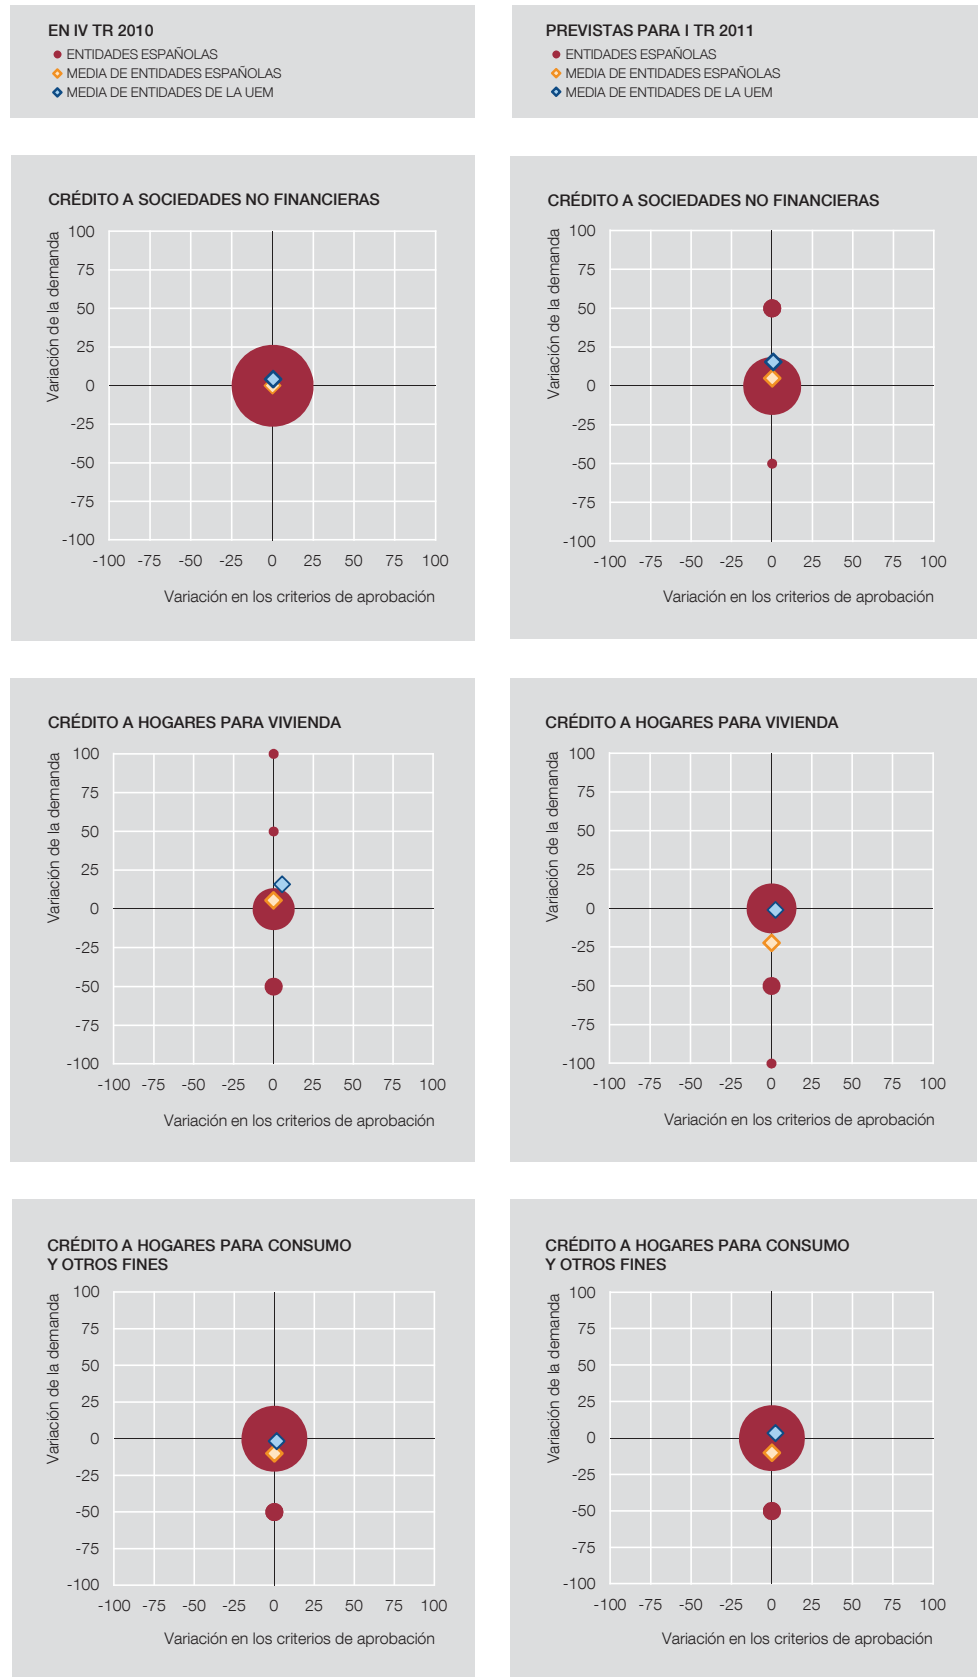 EN IV TR 2010
ENTIDADES ESPAÑOLAS
MEDIA DE ENTIDADES ESPAÑOLAS
MEDIA DE ENTIDADES DE LA UEM
PREVISTAS PARA I TR 2011
ENTIDADES ESPAÑOLAS
MEDIA DE ENTIDADES ESPAÑOLAS
MEDIA DE ENTIDADES DE LA UEM
CRÉDITO A SOCIEDADES NO FINANCIERAS
Variación de la demanda
100
75
50
25
0
-25
-50
-75
-100
-100 -75 -50 -25 0 25 50 75 100
Variación en los criterios de aprobación
CRÉDITO A SOCIEDADES NO FINANCIERAS
Variación de la demanda
100
75
50
25
0
-25
-50
-75
-100
-100 -75 -50 -25 0 25 50 75 100
Variación en los criterios de aprobación
CRÉDITO A HOGARES PARA VIVIENDA
Variación de la demanda
100
75
50
25
0
-25
-50
-75
-100
-100 -75 -50 -25 0 25 50 75 100
Variación en los criterios de aprobación
CRÉDITO A HOGARES PARA VIVIENDA
Variación de la demanda
100
75
50
25
0
-25
-50
-75
-100
-100 -75 -50 -25 0 25 50 75 100
Variación en los criterios de aprobación
CRÉDITO A HOGARES PARA CONSUMO
Y OTROS FINES
Variación de la demanda
100
75
50
25
0
-25
-50
-75
-100
-100 -75 -50 -25 0 25 50 75 100
Variación en los criterios de aprobación
CRÉDITO A HOGARES PARA CONSUMO
Y OTROS FINES
Variación de la demanda
100
75
50
25
0
-25
-50
-75
-100
-100 -75 -50 -25 0 25 50 75 100
Variación en los criterios de aprobación